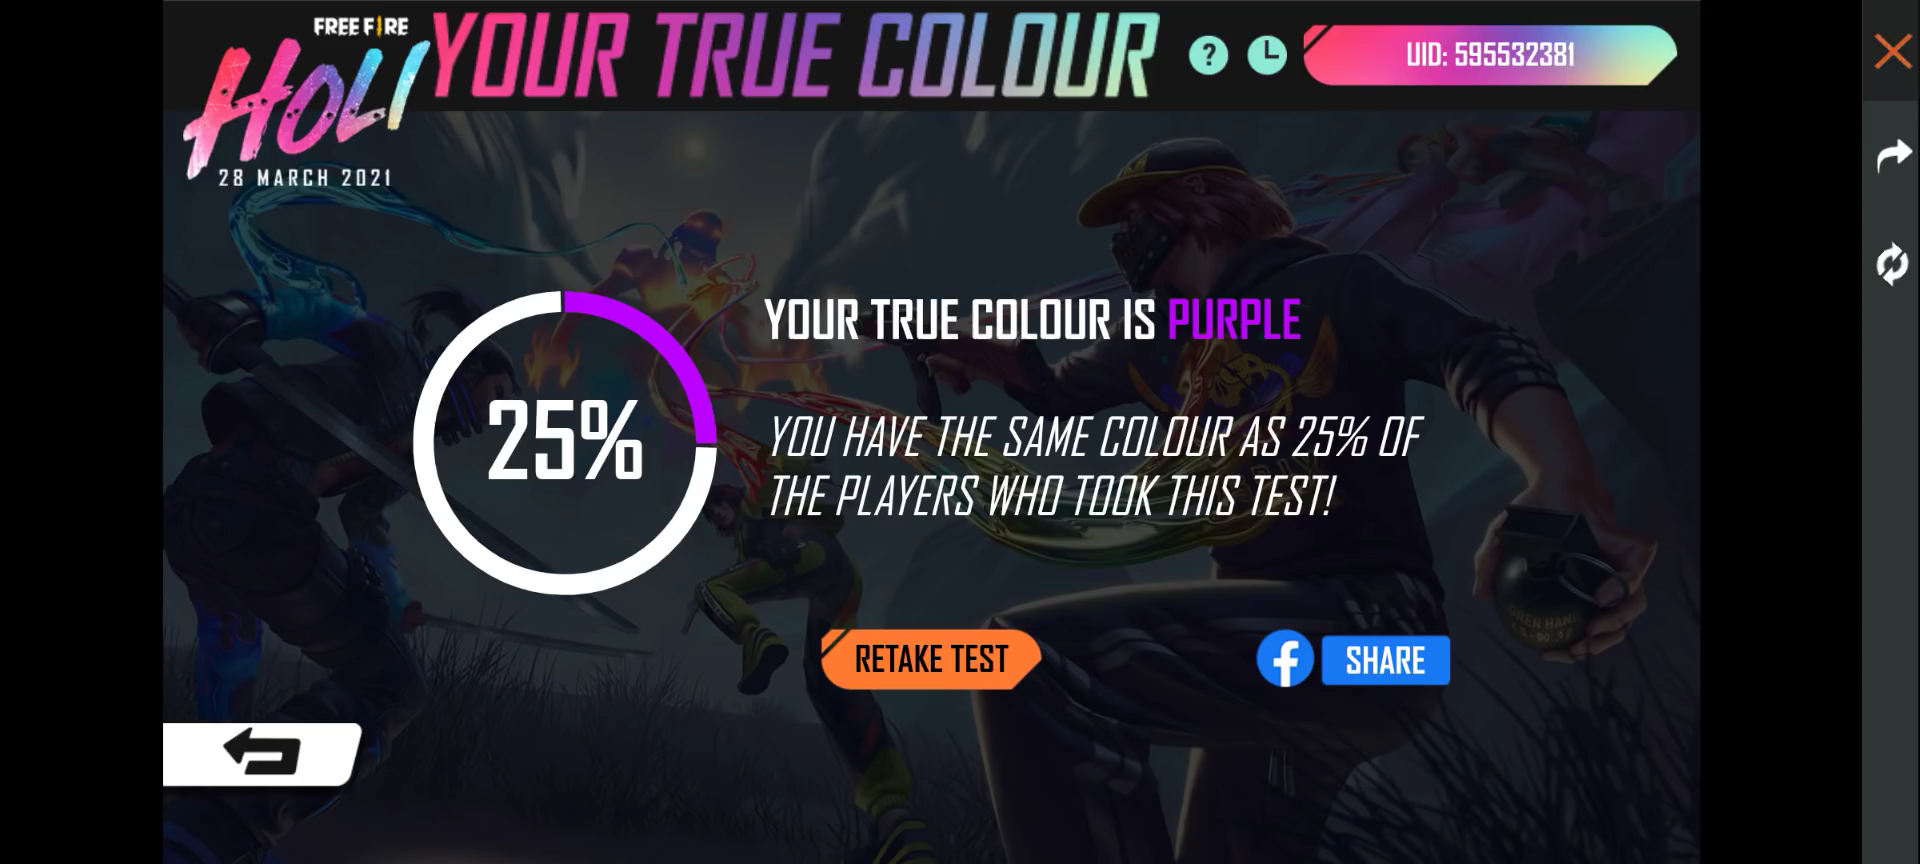 FREE FIRE
HOLI
28 MARCH 2021
YOUR TRUE COLOUR
?
UID: 595532381
25%
YOUR TRUE COLOUR IS PURPLE
YOU HAVE THE SAME COLOUR AS 25% OF
THE PLAYERS WHO TOOK THIS TEST!
RETAKE TEST
f
SHARE